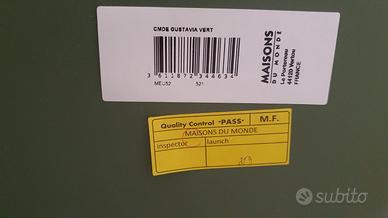 CMDE GUSTAVIA VERT
3 611872 344634
MEU52 521
MAISONS
DU MONDE
Le Portereau
44120 Vertou
FRANCE
Quality Control "PASS" M.F.
MAISONS DU MONDE
inspector launch
subito